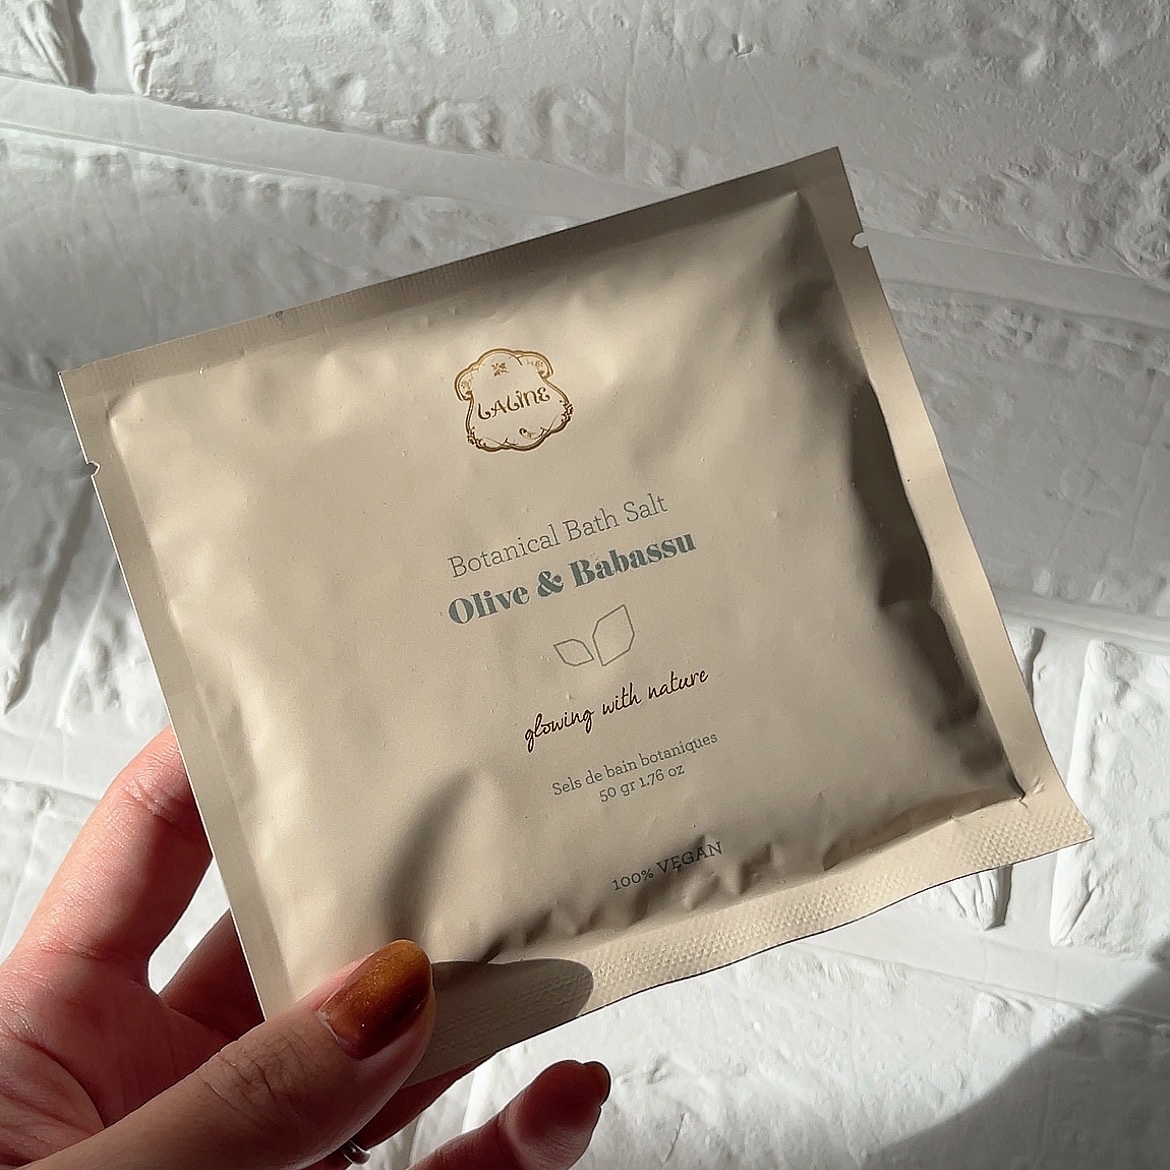 LALINE
Botanical Bath Salt
Olive & Babassu
glowing with nature
Sels de bain botaniques
50 gr 1.76 oz
100% VEGAN